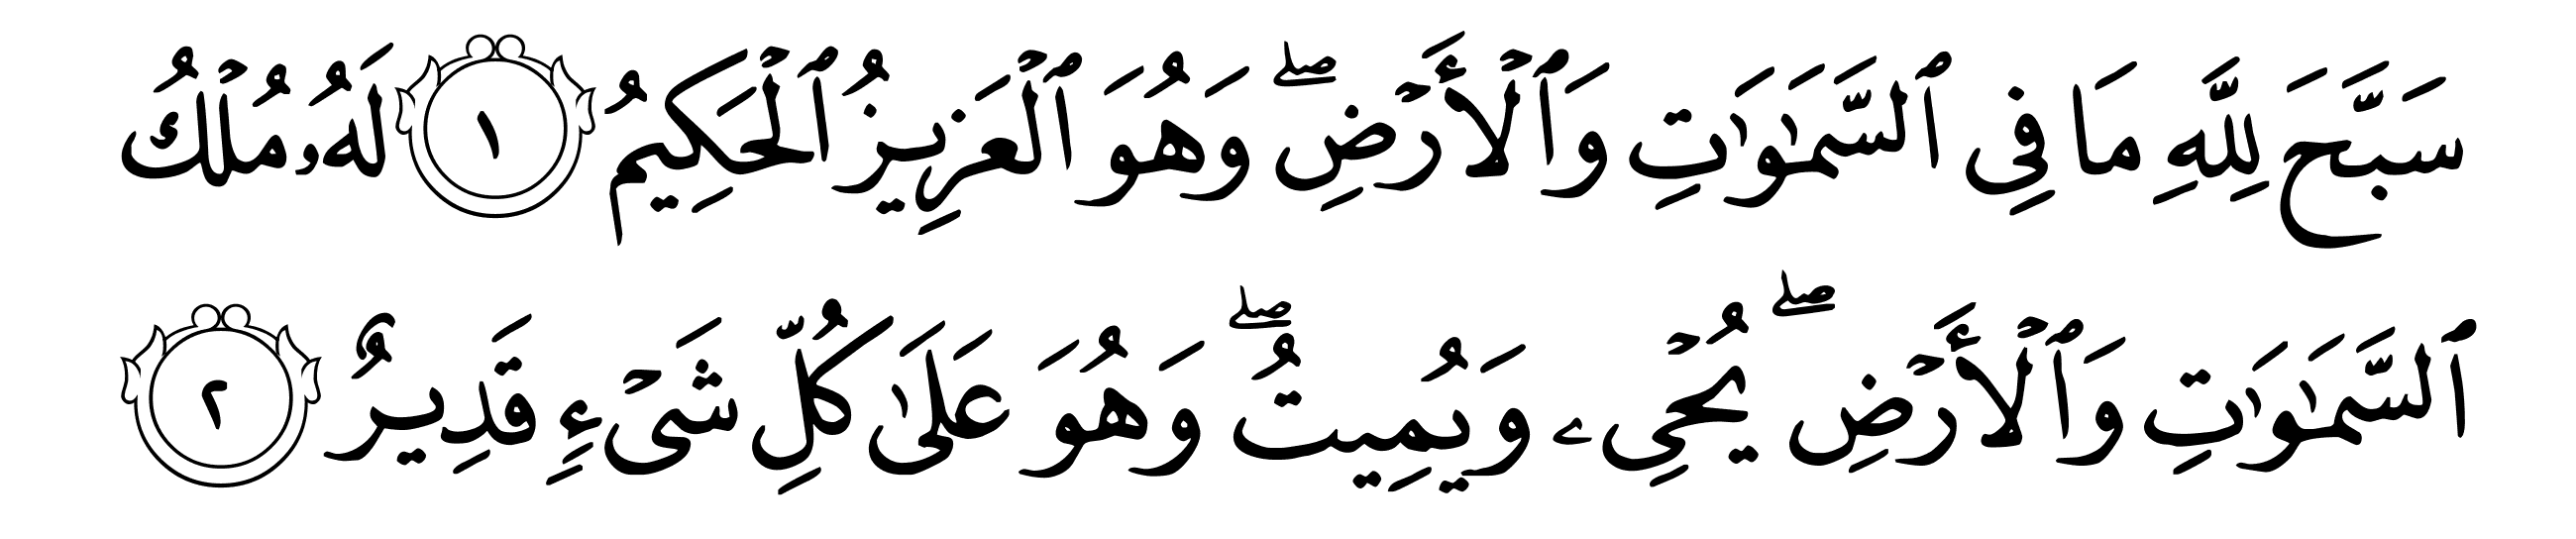 سَبَّحَ لِلَّهِ مَا فِي ٱلسَّمَٰوَٰتِ وَٱلۡأَرۡضِۖ وَهُوَ ٱلۡعَزِيزُ ٱلۡحَكِيمُ ١ لَهُۥ مُلۡكُ
ٱلسَّمَٰوَٰتِ وَٱلۡأَرۡضِۖ يُحۡيِۦ وَيُمِيتُۖ وَهُوَ عَلَىٰ كُلِّ شَيۡءٖ قَدِيرٌ ٢